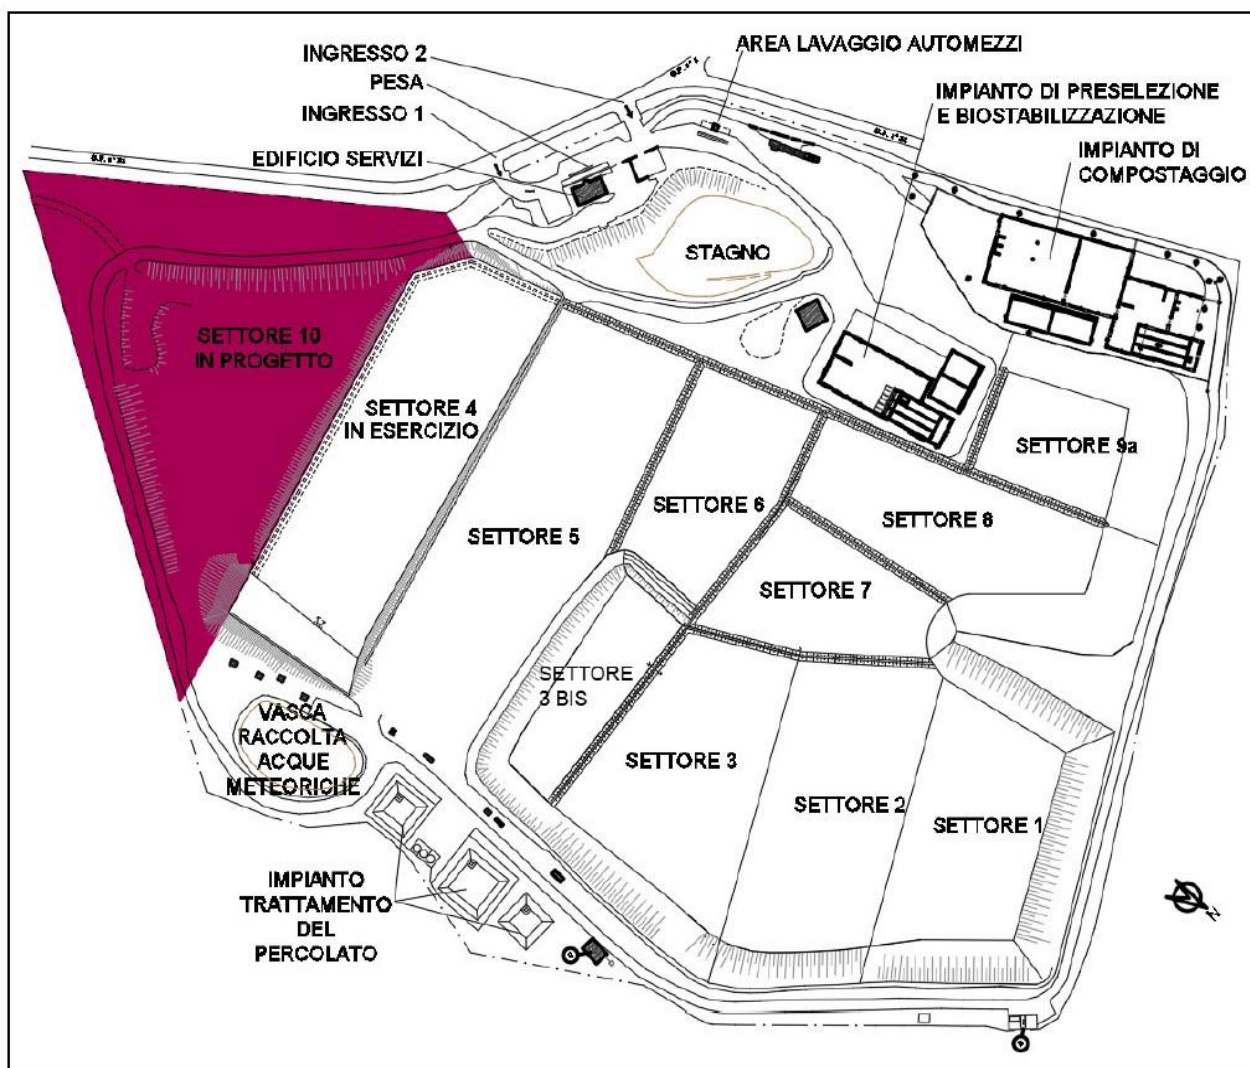 INGRESSO 2
AREA LAVAGGIO AUTOMEZZI
PESA
IMPIANTO DI PRESELEZIONE
E BIOSTABILIZZAZIONE
INGRESSO 1
IMPIANTO DI
COMPOSTAGGIO
EDIFICIO SERVIZI
STAGNO
SETTORE 10
IN PROGETTO
SETTORE 4
IN ESERCIZIO
SETTORE 9a
SETTORE 6
SETTORE 8
SETTORE 5
SETTORE 7
SETTORE
3 BIS
VASCA
RACCOLTA
ACQUE
METEORICHE
SETTORE 3
SETTORE 2
SETTORE 1
IMPIANTO
TRATTAMENTO
DEL
PERCOLATO
N